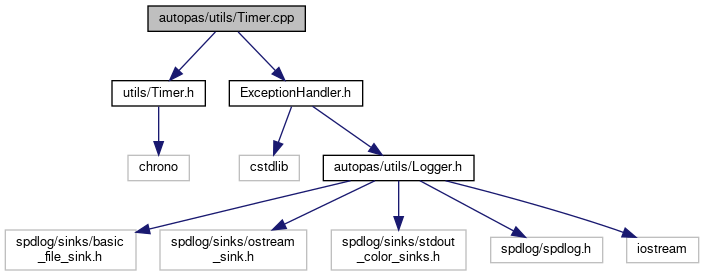 autopas/utils/Timer.cpp
utils/Timer.h
ExceptionHandler.h
chrono
cstdlib
autopas/utils/Logger.h
spdlog/sinks/basic
_file_sink.h
spdlog/sinks/ostream
_sink.h
spdlog/sinks/stdout
_color_sinks.h
spdlog/spdlog.h
iostream